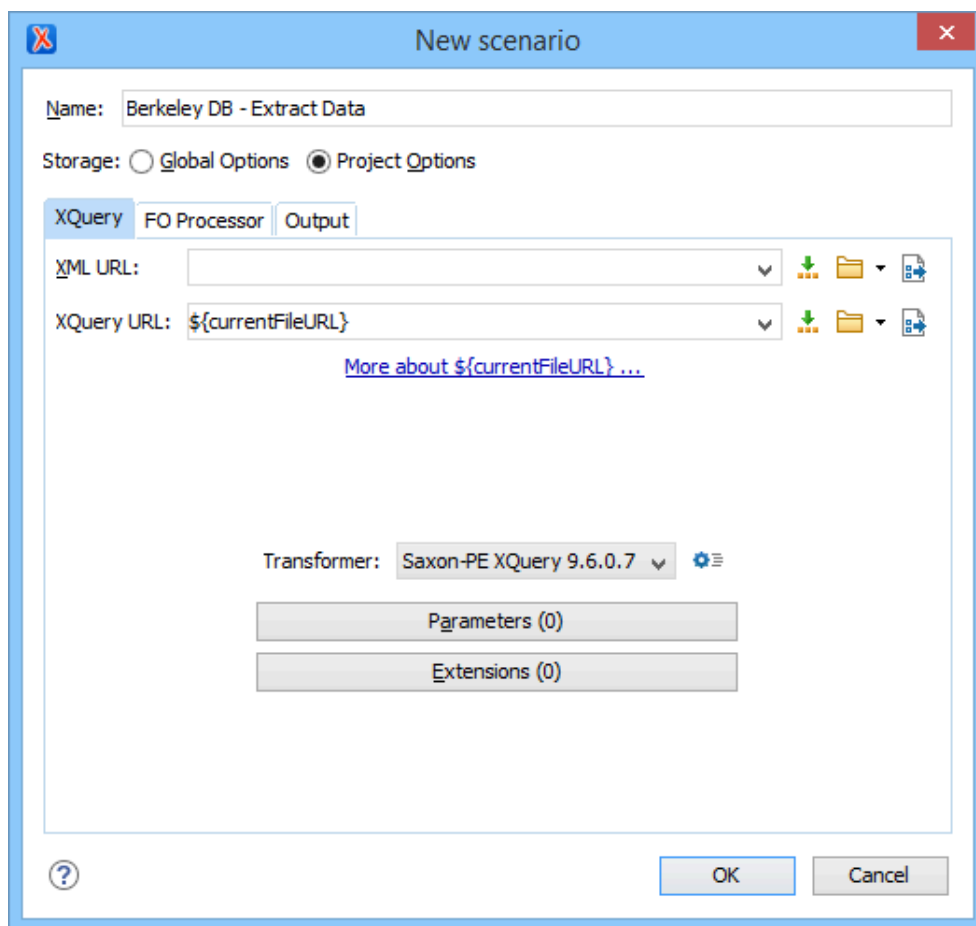 New scenario
Name: Berkeley DB - Extract Data
Storage: Global Options Project Options
XQuery FO Processor Output
XML URL:
XQuery URL: ${currentFileURL}
More about ${currentFileURL} ...
Transformer: Saxon-PE XQuery 9.6.0.7
Parameters (0)
Extensions (0)
OK Cancel